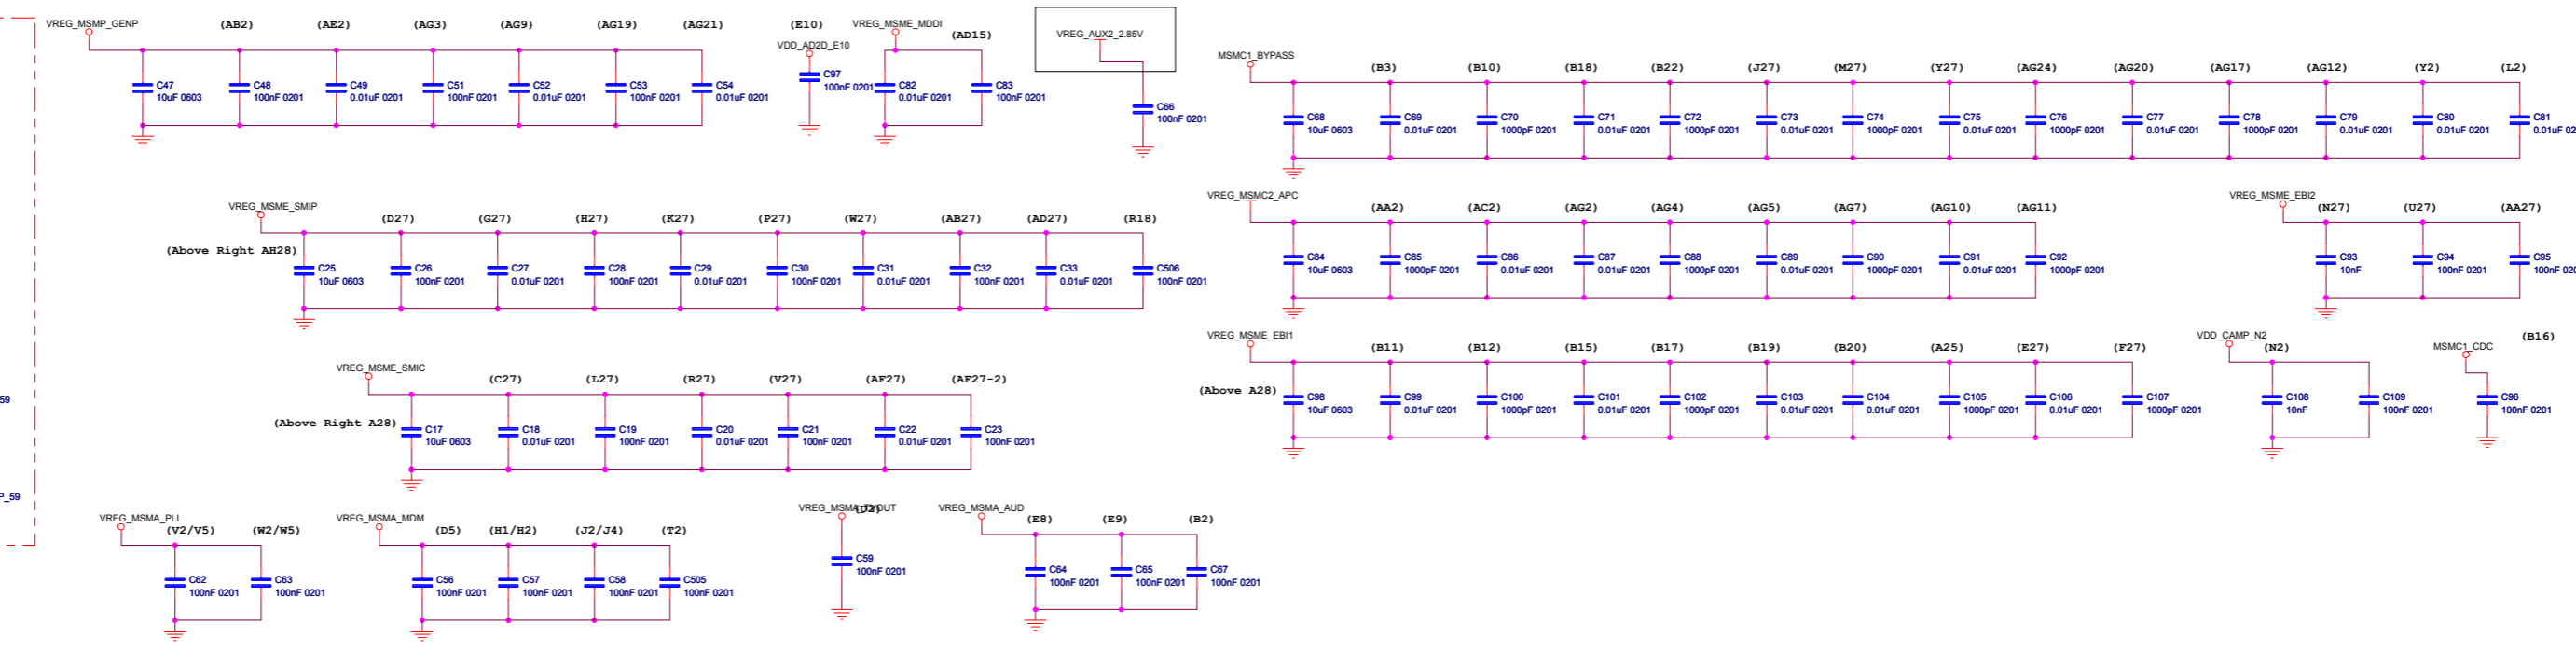 VREG_MSMP_GENP (AB2) (AE2) (AG3) (AG9) (AG19) (AG21)
C47 10uF 0603
C48 100nF 0201
C49 0.01uF 0201
C51 100nF 0201
C52 0.01uF 0201
C53 100nF 0201
C54 0.01uF 0201
(E10)
VDD_AD2D_E10
C97 100nF 0201
VREG_MSME_MDDI (AD15)
C82 0.01uF 0201
C83 100nF 0201
VREG_AUX2_2.85V
C66 100nF 0201
MSMC1_BYPASS (B3) (B10) (B18) (B22) (J27) (M27) (Y27) (AG24) (AG20) (AG17) (AG12) (Y2) (L2)
C68 10uF 0603
C69 0.01uF 0201
C70 1000pF 0201
C71 0.01uF 0201
C72 1000pF 0201
C73 0.01uF 0201
C74 1000pF 0201
C75 0.01uF 0201
C76 1000pF 0201
C77 0.01uF 0201
C78 1000pF 0201
C79 0.01uF 0201
C80 0.01uF 0201
C81 0.01uF 02
VREG_MSME_SMIP (D27) (G27) (H27) (K27) (P27) (W27) (AB27) (AD27) (R18)
(Above Right AH28)
C25 10uF 0603
C26 100nF 0201
C27 0.01uF 0201
C28 100nF 0201
C29 0.01uF 0201
C30 100nF 0201
C31 0.01uF 0201
C32 100nF 0201
C33 0.01uF 0201
C506 100nF 0201
VREG_MSMC2_APC (AA2) (AC2) (AG2) (AG4) (AG5) (AG7) (AG10) (AG11)
C84 10uF 0603
C85 1000pF 0201
C86 0.01uF 0201
C87 0.01uF 0201
C88 1000pF 0201
C89 0.01uF 0201
C90 1000pF 0201
C91 0.01uF 0201
C92 1000pF 0201
VREG_MSME_EBI2 (N27) (U27) (AA27)
C93 10nF
C94 100nF 0201
C95 100nF 020
VREG_MSME_SMIC (C27) (L27) (R27) (V27) (AF27) (AF27-2)
(Above Right A28)
C17 10uF 0603
C18 0.01uF 0201
C19 100nF 0201
C20 0.01uF 0201
C21 100nF 0201
C22 0.01uF 0201
C23 100nF 0201
VREG_MSME_EBI1 (B11) (B12) (B15) (B17) (B19) (B20) (A25) (E27) (F27)
(Above A28)
C98 10uF 0603
C99 0.01uF 0201
C100 1000pF 0201
C101 0.01uF 0201
C102 1000pF 0201
C103 0.01uF 0201
C104 0.01uF 0201
C105 1000pF 0201
C106 0.01uF 0201
C107 1000pF 0201
VDD_CAMP_N2 (N2)
C108 10nF
C109 100nF 0201
MSMC1_CDC (B16)
C96 100nF 0201
59
P_59
VREG_MSMA_PLL (V2/V5) (W2/W5)
C62 100nF 0201
C63 100nF 0201
VREG_MSMA_MDM (D5) (H1/H2) (J2/J4) (T2)
C56 100nF 0201
C57 100nF 0201
C58 100nF 0201
C505 100nF 0201
C59 100nF 0201
VREG_MSMA_AUD (E8) (E9) (B2)
C64 100nF 0201
C65 100nF 0201
C67 100nF 0201